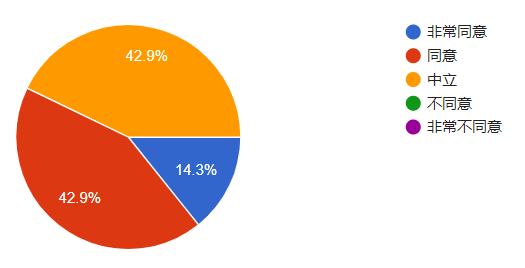 42.9%
14.3%
42.9%
非常同意
同意
中立
不同意
非常不同意